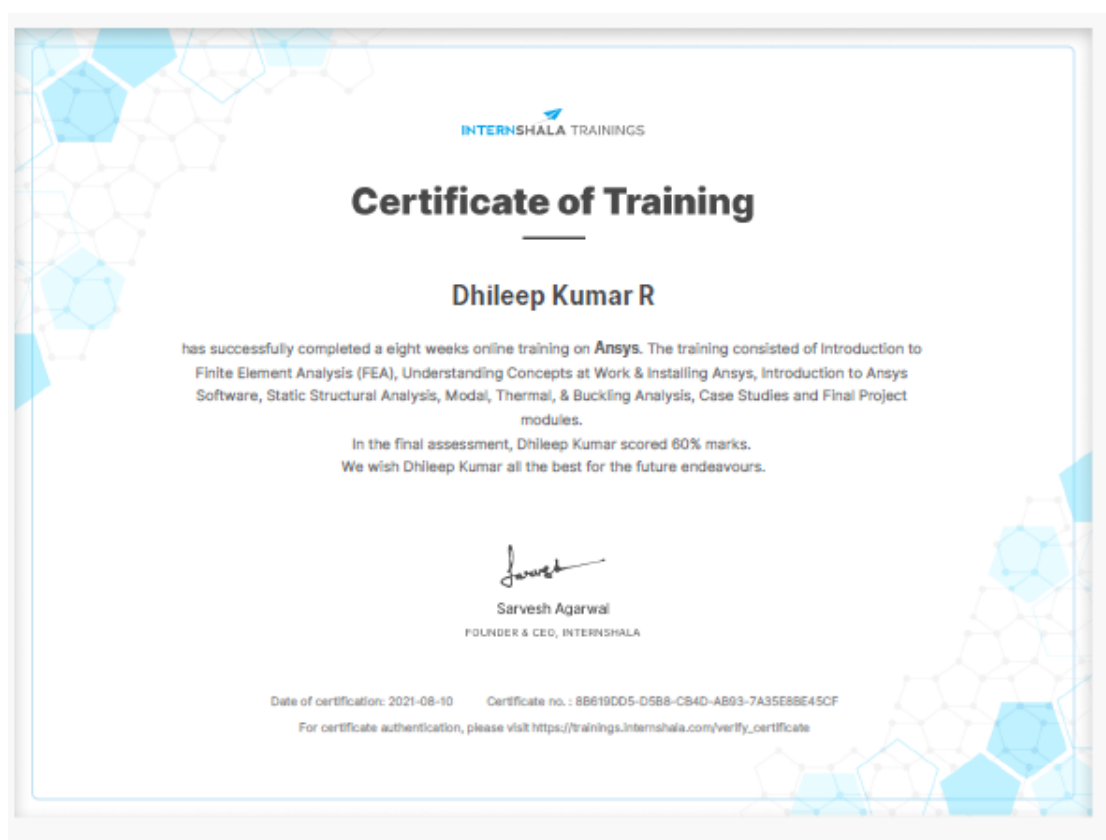 INTERNSHALA TRAININGS
Certificate of Training
Dhileep Kumar R
has successfully completed a eight weeks online training on Ansys. The training consisted of Introduction to
Finite Element Analysis (FEA), Understanding Concepts at Work & Installing Ansys, Introduction to Ansys
Software, Static Structural Analysis, Modal, Thermal, & Buckling Analysis, Case Studies and Final Project
modules.
In the final assessment, Dhileep Kumar scored 60% marks.
We wish Dhileep Kumar all the best for the future endeavours.
Sarvesh
Sarvesh Agarwal
FOUNDER & CEO, INTERNSHALA
Date of certification: 2021-08-10 Certificate no. : 8B619DD5-D5B8-CB4D-AB93-7A35E8BE45CF
For certificate authentication, please visit https://trainings.internshala.com/verify_certificate